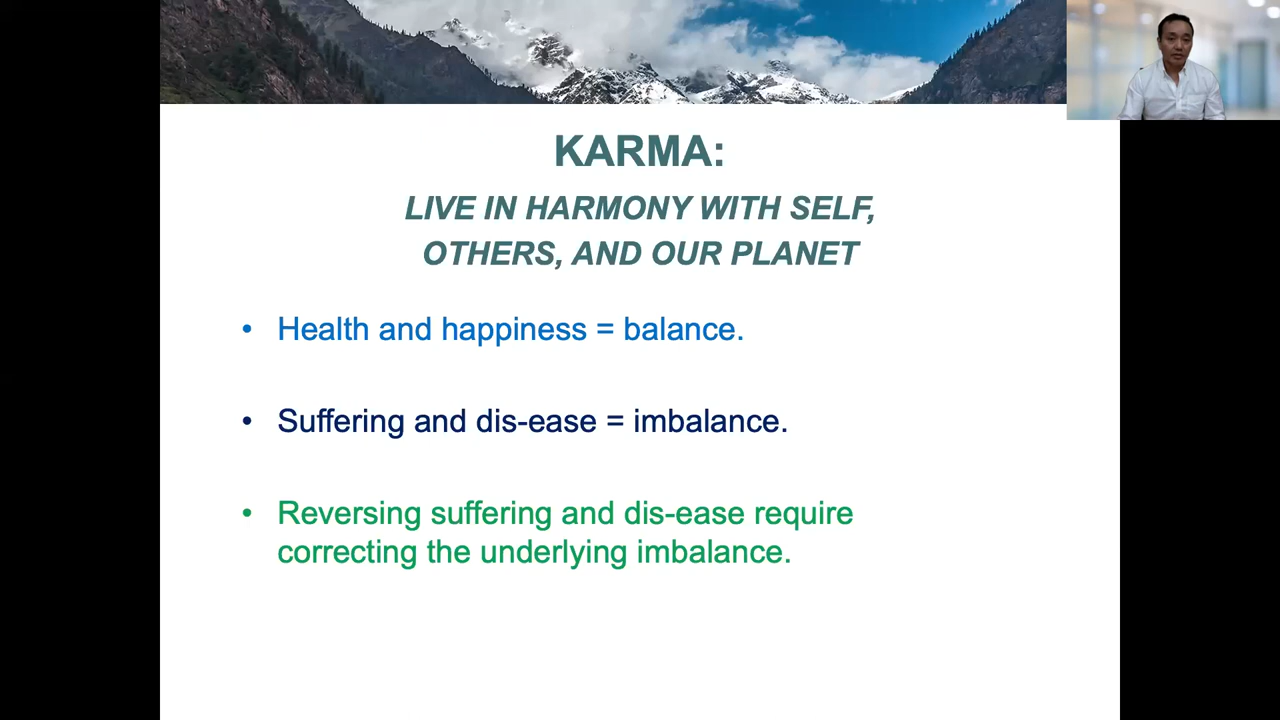 KARMA:
LIVE IN HARMONY WITH SELF,
OTHERS, AND OUR PLANET
• Health and happiness = balance.
• Suffering and dis-ease = imbalance.
• Reversing suffering and dis-ease require
correcting the underlying imbalance.